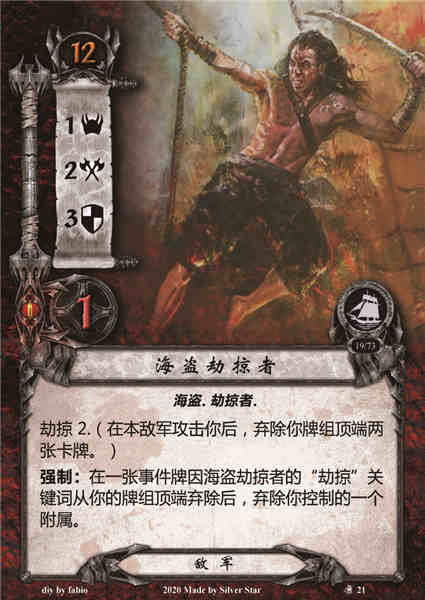 12
1
2
3
1
19/73
海盗劫掠者
海盗.劫掠者.
劫掠 2.（在本敌军攻击你后，弃除你牌组顶端两
张卡牌。）
强制：在一张事件牌因海盗劫掠者的“劫掠”关
键词从你的牌组顶端弃除后，弃除你控制的一个
附属。
敌军
diy by fabio
2020 Made by Silver Star
21